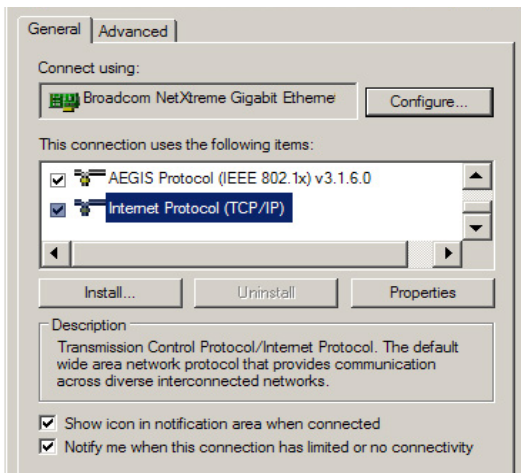 General
Advanced
Connect using:
Broadcom NetXtreme Gigabit Etherne
Configure...
This connection uses the following items:
AEGIS Protocol (IEEE 802.1x) v3.1.6.0
Internet Protocol (TCP/IP)
Install...
Uninstall
Properties
Description
Transmission Control Protocol/Internet Protocol. The default
wide area network protocol that provides communication
across diverse interconnected networks.
Show icon in notification area when connected
Notify me when this connection has limited or no connectivity